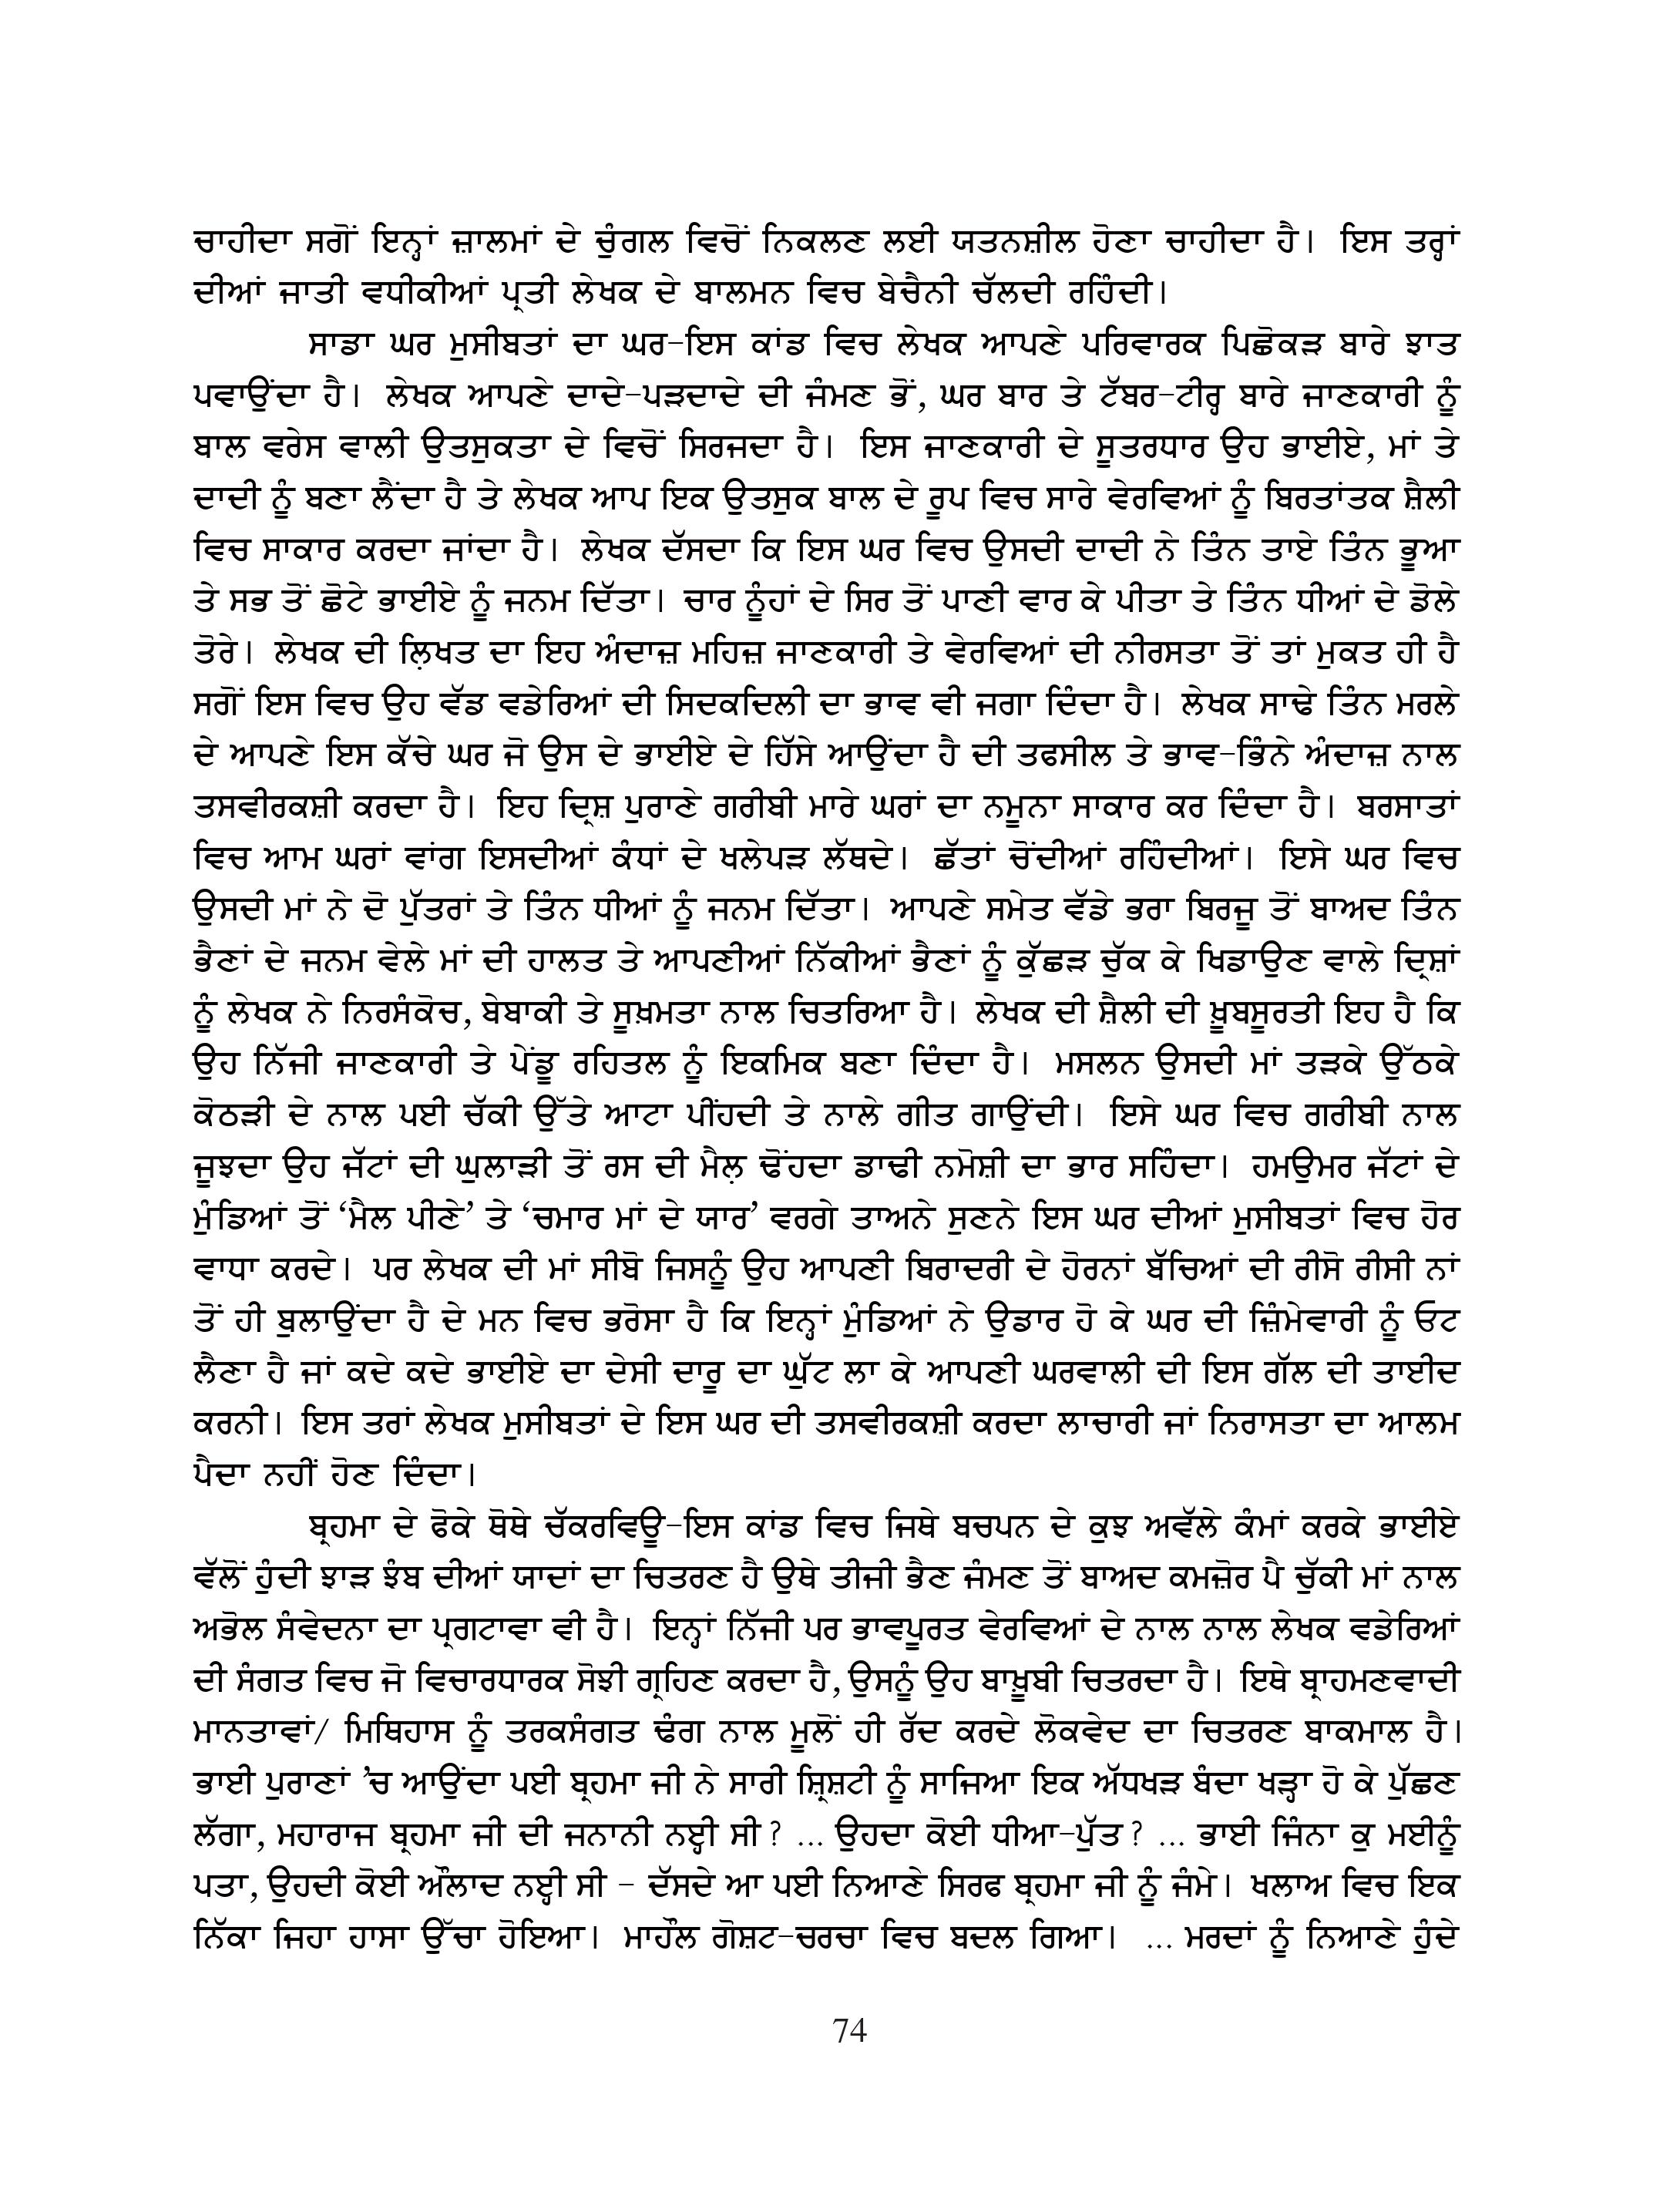 ਚਾਹੀਦਾ ਸਗੋਂ ਇਨ੍ਹਾਂ ਜ਼ਾਲਮਾਂ ਦੇ ਚੁੰਗਲ ਵਿਚੋਂ ਨਿਕਲਣ ਲਈ ਯਤਨਸ਼ੀਲ ਹੋਣਾ ਚਾਹੀਦਾ ਹੈ। ਇਸ ਤਰ੍ਹਾਂ
ਦੀਆਂ ਜਾਤੀ ਵਧੀਕੀਆਂ ਪ੍ਰਤੀ ਲੇਖਕ ਦੇ ਬਾਲਮਨ ਵਿਚ ਬੇਚੈਨੀ ਚੱਲਦੀ ਰਹਿੰਦੀ।
ਸਾਡਾ ਘਰ ਮੁਸੀਬਤਾਂ ਦਾ ਘਰ-ਇਸ ਕਾਂਡ ਵਿਚ ਲੇਖਕ ਆਪਣੇ ਪਰਿਵਾਰਕ ਪਿਛੋਕੜ ਬਾਰੇ ਝਾਤ
ਪਵਾਉਂਦਾ ਹੈ। ਲੇਖਕ ਆਪਣੇ ਦਾਦੇ-ਪੜਦਾਦੇ ਦੀ ਜੰਮਣ ਭੋਂ, ਘਰ ਬਾਰ ਤੇ ਟੱਬਰ-ਟੀਰ੍ਹ ਬਾਰੇ ਜਾਣਕਾਰੀ ਨੂੰ
ਬਾਲ ਵਰੇਸ ਵਾਲੀ ਉਤਸੁਕਤਾ ਦੇ ਵਿਚੋਂ ਸਿਰਜਦਾ ਹੈ। ਇਸ ਜਾਣਕਾਰੀ ਦੇ ਸੂਤਰਧਾਰ ਉਹ ਭਾਈਏ, ਮਾਂ ਤੇ
ਦਾਦੀ ਨੂੰ ਬਣਾ ਲੈਂਦਾ ਹੈ ਤੇ ਲੇਖਕ ਆਪ ਇਕ ਉਤਸੁਕ ਬਾਲ ਦੇ ਰੂਪ ਵਿਚ ਸਾਰੇ ਵੇਰਵਿਆਂ ਨੂੰ ਬਿਰਤਾਂਤਕ ਸ਼ੈਲੀ
ਵਿਚ ਸਾਕਾਰ ਕਰਦਾ ਜਾਂਦਾ ਹੈ। ਲੇਖਕ ਦੱਸਦਾ ਕਿ ਇਸ ਘਰ ਵਿਚ ਉਸਦੀ ਦਾਦੀ ਨੇ ਤਿੰਨ ਤਾਏ ਤਿੰਨ ਭੂਆ
ਤੇ ਸਭ ਤੋਂ ਛੋਟੇ ਭਾਈਏ ਨੂੰ ਜਨਮ ਦਿੱਤਾ। ਚਾਰ ਨੂੰਹਾਂ ਦੇ ਸਿਰ ਤੋਂ ਪਾਣੀ ਵਾਰ ਕੇ ਪੀਤਾ ਤੇ ਤਿੰਨ ਧੀਆਂ ਦੇ ਡੋਲੇ
ਤੋਰੇ। ਲੇਖਕ ਦੀ ਲਿਖ਼ਤ ਦਾ ਇਹ ਅੰਦਾਜ਼ ਮਹਿਜ਼ ਜਾਣਕਾਰੀ ਤੇ ਵੇਰਵਿਆਂ ਦੀ ਨੀਰਸਤਾ ਤੋਂ ਤਾਂ ਮੁਕਤ ਹੀ ਹੈ
ਸਗੋਂ ਇਸ ਵਿਚ ਉਹ ਵੱਡ ਵਡੇਰਿਆਂ ਦੀ ਸਿਦਕਦਿਲੀ ਦਾ ਭਾਵ ਵੀ ਜਗਾ ਦਿੰਦਾ ਹੈ। ਲੇਖਕ ਸਾਢੇ ਤਿੰਨ ਮਰਲੇ
ਦੇ ਆਪਣੇ ਇਸ ਕੱਚੇ ਘਰ ਜੋ ਉਸ ਦੇ ਭਾਈਏ ਦੇ ਹਿੱਸੇ ਆਉਂਦਾ ਹੈ ਦੀ ਤਫਸੀਲ ਤੇ ਭਾਵ-ਭਿੰਨੇ ਅੰਦਾਜ਼ ਨਾਲ
ਤਸਵੀਰਕਸ਼ੀ ਕਰਦਾ ਹੈ। ਇਹ ਦ੍ਰਿਸ਼ ਪੁਰਾਣੇ ਗਰੀਬੀ ਮਾਰੇ ਘਰਾਂ ਦਾ ਨਮੂਨਾ ਸਾਕਾਰ ਕਰ ਦਿੰਦਾ ਹੈ। ਬਰਸਾਤਾਂ
ਵਿਚ ਆਮ ਘਰਾਂ ਵਾਂਗ ਇਸਦੀਆਂ ਕੰਧਾਂ ਦੇ ਖਲੇਪੜ ਲੱਥਦੇ। ਛੱਤਾਂ ਚੋਂਦੀਆਂ ਰਹਿੰਦੀਆਂ। ਇਸੇ ਘਰ ਵਿਚ
ਉਸਦੀ ਮਾਂ ਨੇ ਦੋ ਪੁੱਤਰਾਂ ਤੇ ਤਿੰਨ ਧੀਆਂ ਨੂੰ ਜਨਮ ਦਿੱਤਾ। ਆਪਣੇ ਸਮੇਤ ਵੱਡੇ ਭਰਾ ਬਿਰਜੂ ਤੋਂ ਬਾਅਦ ਤਿੰਨ
ਭੈਣਾਂ ਦੇ ਜਨਮ ਵੇਲੇ ਮਾਂ ਦੀ ਹਾਲਤ ਤੇ ਆਪਣੀਆਂ ਨਿੱਕੀਆਂ ਭੈਣਾਂ ਨੂੰ ਕੁੱਛੜ ਚੁੱਕ ਕੇ ਖਿਡਾਉਣ ਵਾਲੇ ਦ੍ਰਿਸ਼ਾਂ
ਨੂੰ ਲੇਖਕ ਨੇ ਨਿਰਸੰਕੋਚ, ਬੇਬਾਕੀ ਤੇ ਸੂਖ਼ਮਤਾ ਨਾਲ ਚਿਤਰਿਆ ਹੈ। ਲੇਖਕ ਦੀ ਸ਼ੈਲੀ ਦੀ ਖ਼ੂਬਸੂਰਤੀ ਇਹ ਹੈ ਕਿ
ਉਹ ਨਿੱਜੀ ਜਾਣਕਾਰੀ ਤੇ ਪੇਂਡੂ ਰਹਿਤਲ ਨੂੰ ਇਕਮਿਕ ਬਣਾ ਦਿੰਦਾ ਹੈ। ਮਸਲਨ ਉਸਦੀ ਮਾਂ ਤੜਕੇ ਉੱਠਕੇ
ਕੋਠੜੀ ਦੇ ਨਾਲ ਪਈ ਚੱਕੀ ਉੱਤੇ ਆਟਾ ਪੀਂਹਦੀ ਤੇ ਨਾਲੇ ਗੀਤ ਗਾਉਂਦੀ। ਇਸੇ ਘਰ ਵਿਚ ਗਰੀਬੀ ਨਾਲ
ਜੂਝਦਾ ਉਹ ਜੱਟਾਂ ਦੀ ਘੁਲਾੜੀ ਤੋਂ ਰਸ ਦੀ ਮੈਲ਼ ਢੋਂਹਦਾ ਡਾਢੀ ਨਮੋਸ਼ੀ ਦਾ ਭਾਰ ਸਹਿੰਦਾ। ਹਮਉਮਰ ਜੱਟਾਂ ਦੇ
ਮੁੰਡਿਆਂ ਤੋਂ ‘ਮੈਲ ਪੀਣੇ’ ਤੇ ‘ਚਮਾਰ ਮਾਂ ਦੇ ਯਾਰ’ ਵਰਗੇ ਤਾਅਨੇ ਸੁਣਨੇ ਇਸ ਘਰ ਦੀਆਂ ਮੁਸੀਬਤਾਂ ਵਿਚ ਹੋਰ
ਵਾਧਾ ਕਰਦੇ। ਪਰ ਲੇਖਕ ਦੀ ਮਾਂ ਸੀਬੋ ਜਿਸਨੂੰ ਉਹ ਆਪਣੀ ਬਿਰਾਦਰੀ ਦੇ ਹੋਰਨਾਂ ਬੱਚਿਆਂ ਦੀ ਰੀਸੋ ਰੀਸੀ ਨਾਂ
ਤੋਂ ਹੀ ਬੁਲਾਉਂਦਾ ਹੈ ਦੇ ਮਨ ਵਿਚ ਭਰੋਸਾ ਹੈ ਕਿ ਇਨ੍ਹਾਂ ਮੁੰਡਿਆਂ ਨੇ ਉਡਾਰ ਹੋ ਕੇ ਘਰ ਦੀ ਜ਼ਿੰਮੇਵਾਰੀ ਨੂੰ ਓਟ
ਲੈਣਾ ਹੈ ਜਾਂ ਕਦੇ ਕਦੇ ਭਾਈਏ ਦਾ ਦੇਸੀ ਦਾਰੂ ਦਾ ਘੁੱਟ ਲਾ ਕੇ ਆਪਣੀ ਘਰਵਾਲੀ ਦੀ ਇਸ ਗੱਲ ਦੀ ਤਾਈਦ
ਕਰਨੀ। ਇਸ ਤਰਾਂ ਲੇਖਕ ਮੁਸੀਬਤਾਂ ਦੇ ਇਸ ਘਰ ਦੀ ਤਸਵੀਰਕਸ਼ੀ ਕਰਦਾ ਲਾਚਾਰੀ ਜਾਂ ਨਿਰਾਸਤਾ ਦਾ ਆਲਮ
ਪੈਦਾ ਨਹੀਂ ਹੋਣ ਦਿੰਦਾ।
ਬ੍ਰਹਮਾ ਦੇ ਫੋਕੇ ਥੋਥੇ ਚੱਕਰਵਿਊ-ਇਸ ਕਾਂਡ ਵਿਚ ਜਿਥੇ ਬਚਪਨ ਦੇ ਕੁਝ ਅਵੱਲੇ ਕੰਮਾਂ ਕਰਕੇ ਭਾਈਏ
ਵੱਲੋਂ ਹੁੰਦੀ ਝਾੜ ਝੰਬ ਦੀਆਂ ਯਾਦਾਂ ਦਾ ਚਿਤਰਣ ਹੈ ਉਥੇ ਤੀਜੀ ਭੈਣ ਜੰਮਣ ਤੋਂ ਬਾਅਦ ਕਮਜ਼ੋਰ ਪੈ ਚੁੱਕੀ ਮਾਂ ਨਾਲ
ਅਭੋਲ ਸੰਵੇਦਨਾ ਦਾ ਪ੍ਰਗਟਾਵਾ ਵੀ ਹੈ। ਇਨ੍ਹਾਂ ਨਿੱਜੀ ਪਰ ਭਾਵਪੂਰਤ ਵੇਰਵਿਆਂ ਦੇ ਨਾਲ ਨਾਲ ਲੇਖਕ ਵਡੇਰਿਆਂ
ਦੀ ਸੰਗਤ ਵਿਚ ਜੋ ਵਿਚਾਰਧਾਰਕ ਸੋਝੀ ਗ੍ਰਹਿਣ ਕਰਦਾ ਹੈ, ਉਸਨੂੰ ਉਹ ਬਾਖ਼ੂਬੀ ਚਿਤਰਦਾ ਹੈ। ਇਥੇ ਬ੍ਰਾਹਮਣਵਾਦੀ
ਮਾਨਤਾਵਾਂ/ ਮਿਥਿਹਾਸ ਨੂੰ ਤਰਕਸੰਗਤ ਢੰਗ ਨਾਲ ਮੂਲੋਂ ਹੀ ਰੱਦ ਕਰਦੇ ਲੋਕਵੇਦ ਦਾ ਚਿਤਰਣ ਬਾਕਮਾਲ ਹੈ।
ਭਾਈ ਪੁਰਾਣਾਂ ’ਚ ਆਉਂਦਾ ਪਈ ਬ੍ਰਹਮਾ ਜੀ ਨੇ ਸਾਰੀ ਸ਼੍ਰਿਸ਼ਟੀ ਨੂੰ ਸਾਜਿਆ ਇਕ ਅੱਧਖੜ ਬੰਦਾ ਖੜ੍ਹਾ ਹੋ ਕੇ ਪੁੱਛਣ
ਲੱਗਾ, ਮਹਾਰਾਜ ਬ੍ਰਹਮਾ ਜੀ ਦੀ ਜਨਾਨੀ ਨਈ੍ਹ ਸੀ? ... ਉਹਦਾ ਕੋਈ ਧੀਆ-ਪੁੱਤ? ... ਭਾਈ ਜਿੰਨਾ ਕੁ ਮਈਨੂੰ
ਪਤਾ, ਉਹਦੀ ਕੋਈ ਔਲਾਦ ਨਈ੍ਹ ਸੀ - ਦੱਸਦੇ ਆ ਪਈ ਨਿਆਣੇ ਸਿਰਫ ਬ੍ਰਹਮਾ ਜੀ ਨੂੰ ਜੰਮੇ। ਖਲਾਅ ਵਿਚ ਇਕ
ਨਿੱਕਾ ਜਿਹਾ ਹਾਸਾ ਉੱਚਾ ਹੋਇਆ। ਮਾਹੌਲ ਗੋਸ਼ਟ-ਚਰਚਾ ਵਿਚ ਬਦਲ ਗਿਆ। ... ਮਰਦਾਂ ਨੂੰ ਨਿਆਣੇ ਹੁੰਦੇ
74